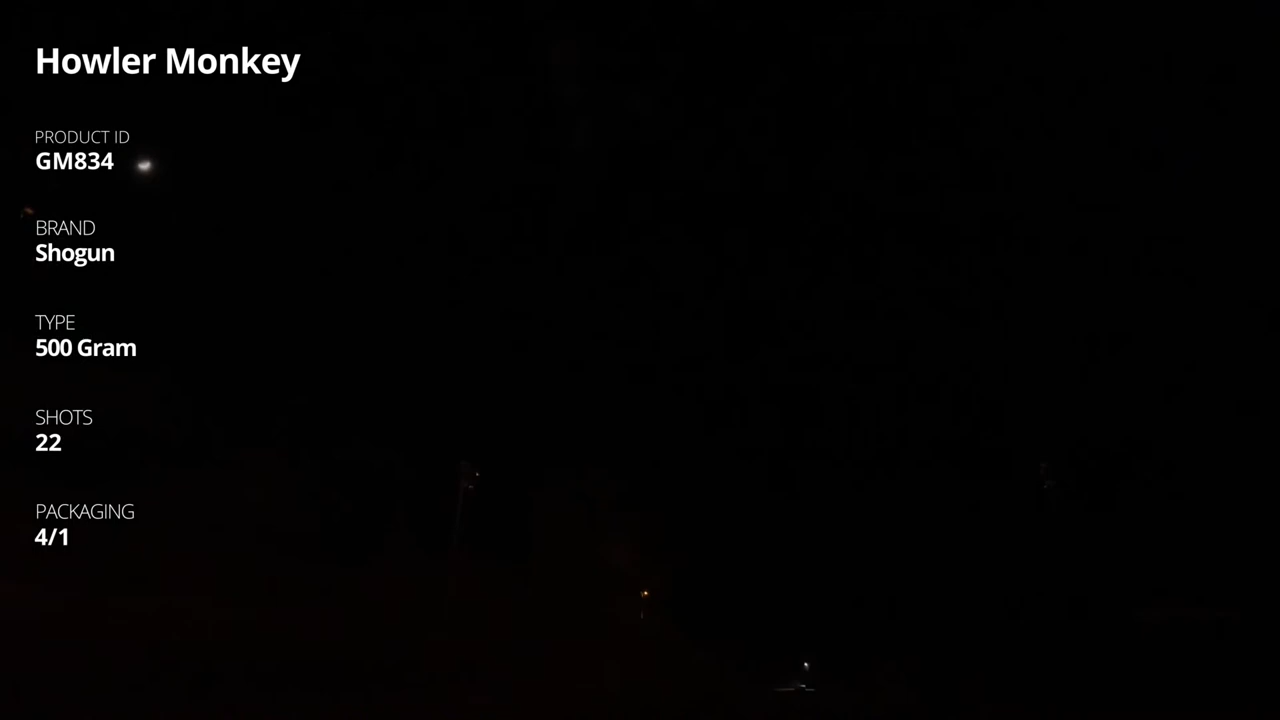 Howler Monkey
PRODUCT ID
GM834
BRAND
Shogun
TYPE
500 Gram
SHOTS
22
PACKAGING
4/1